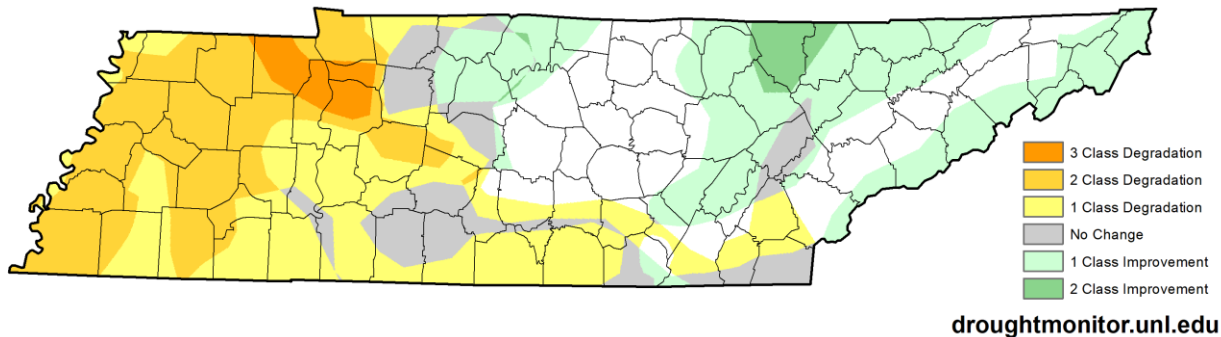 3 Class Degradation
2 Class Degradation
1 Class Degradation
No Change
1 Class Improvement
2 Class Improvement
droughtmonitor.unl.edu